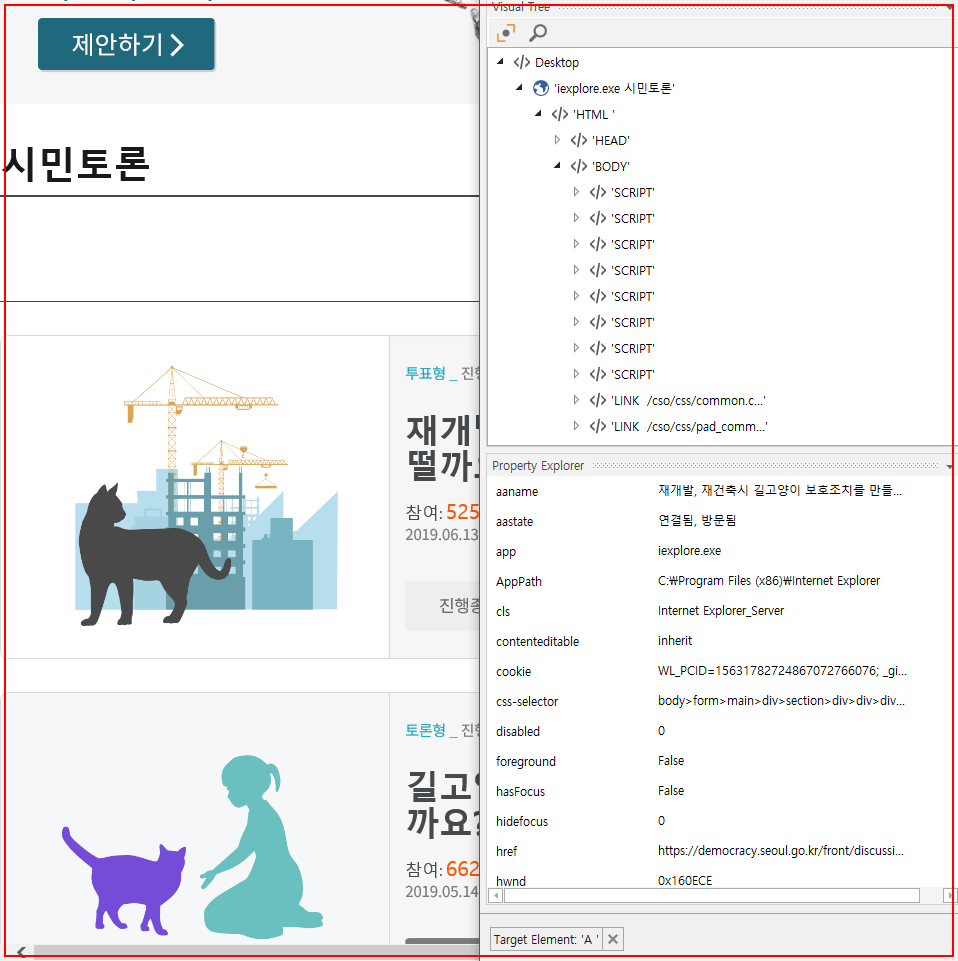 제안하기
시민토론
투표형 _ 진행
재개발
떨까요
참여: 525
2019.06.13
진행종
토론형 _ 진
길고양
까요?
참여: 662
2019.05.14
Visual Tree
Desktop
'iexplore.exe 시민토론'
'HTML '
'HEAD'
'BODY'
'SCRIPT'
'SCRIPT'
'SCRIPT'
'SCRIPT'
'SCRIPT'
'SCRIPT'
'SCRIPT'
'SCRIPT'
'LINK /cso/css/common.c...'
'LINK /cso/css/pad_comm...'
Property Explorer
aaname 재개발, 재건축시 길고양이 보호조치를 만들...
aastate 연결됨, 방문됨
app iexplore.exe
AppPath C:₩Program Files (x86)₩Internet Explorer
cls Internet Explorer_Server
contenteditable inherit
cookie WL_PCID=15631782724867072766076; _gi...
css-selector body>form>main>div>section>div>div>div...
disabled 0
foreground False
hasFocus False
hidefocus 0
href https://democracy.seoul.go.kr/front/discussi...
hwnd 0x160ECE
Target Element: 'A '